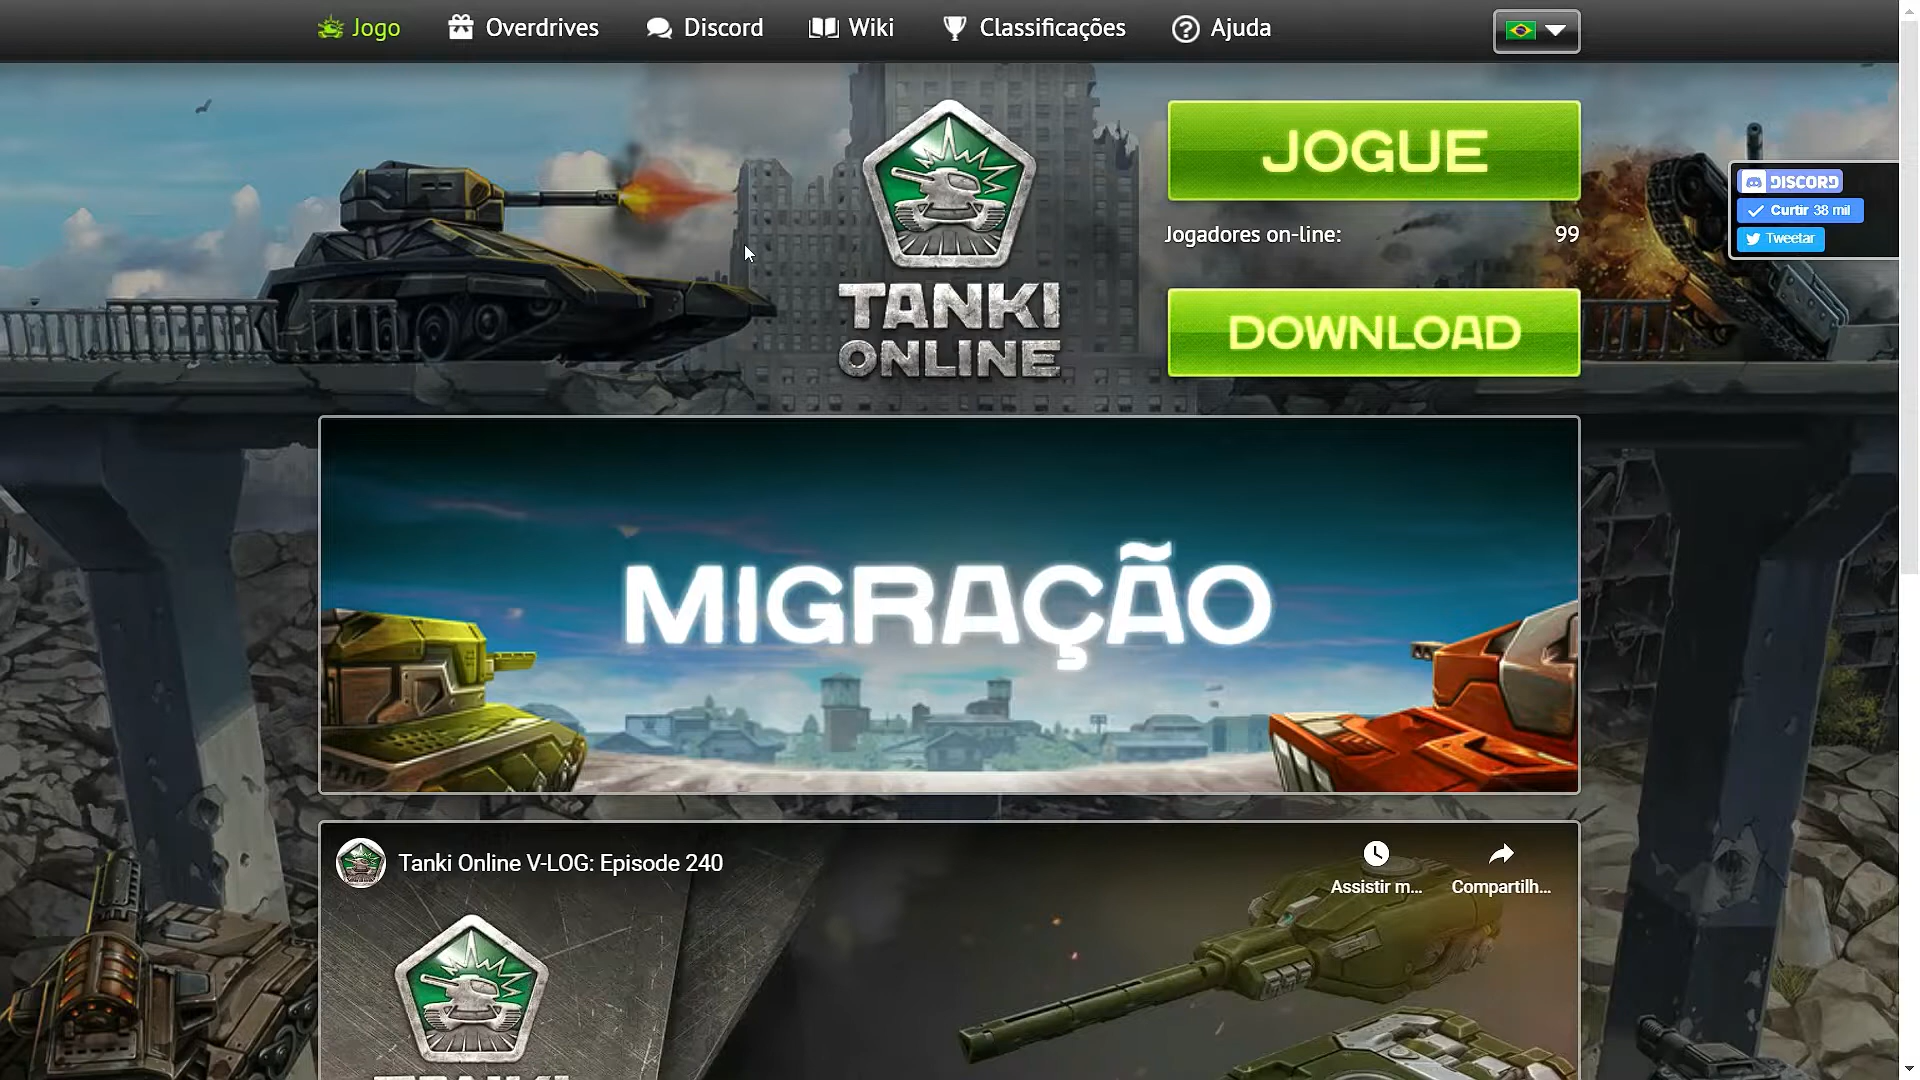 Jogo Overdrives Discord Wiki Classificações Ajuda
TANKI
ONLINE
JOGUE
Jogadores on-line: 99
DOWNLOAD
DISCORD
Curtir 38 mil
Tweetar
MIGRAÇÃO
Tanki Online V-LOG: Episode 240
Assistir m... Compartilh...
TANKI